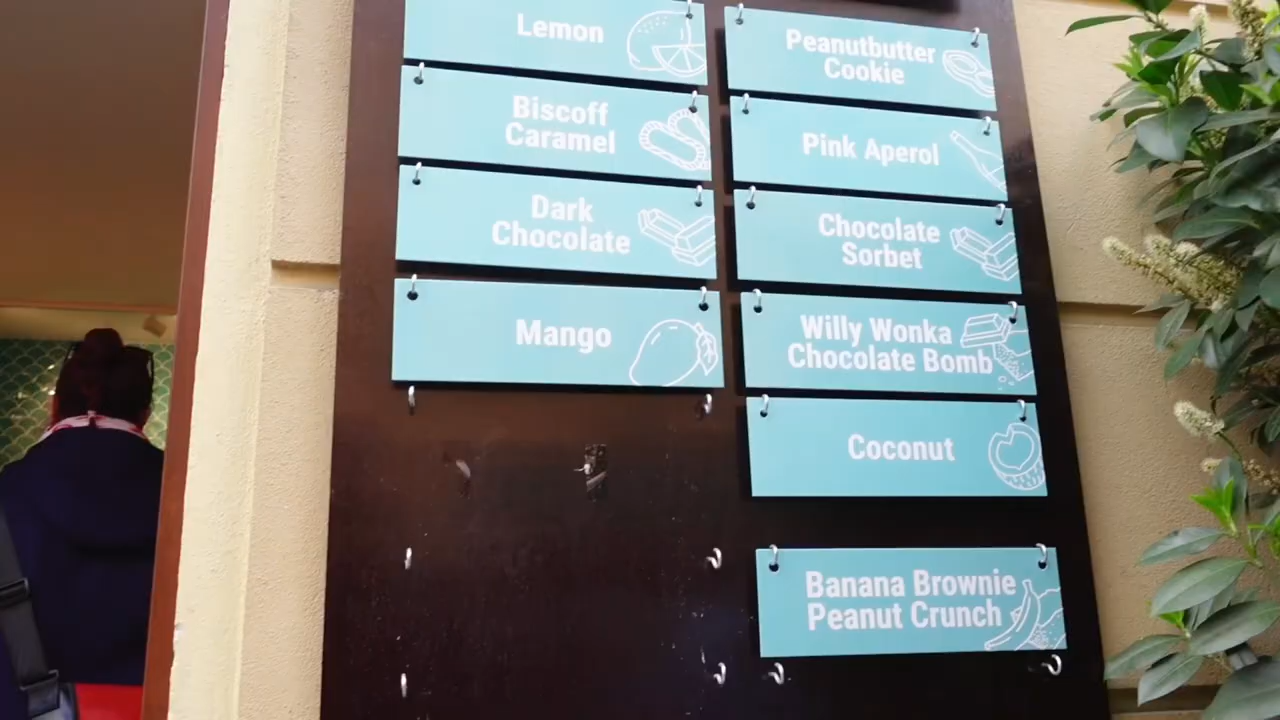 Lemon
Biscoff
Caramel
Dark
Chocolate
Mango
Peanutbutter
Cookie
Pink Aperol
Chocolate
Sorbet
Willy Wonka
Chocolate Bomb
Coconut
Banana Brownie
Peanut Crunch